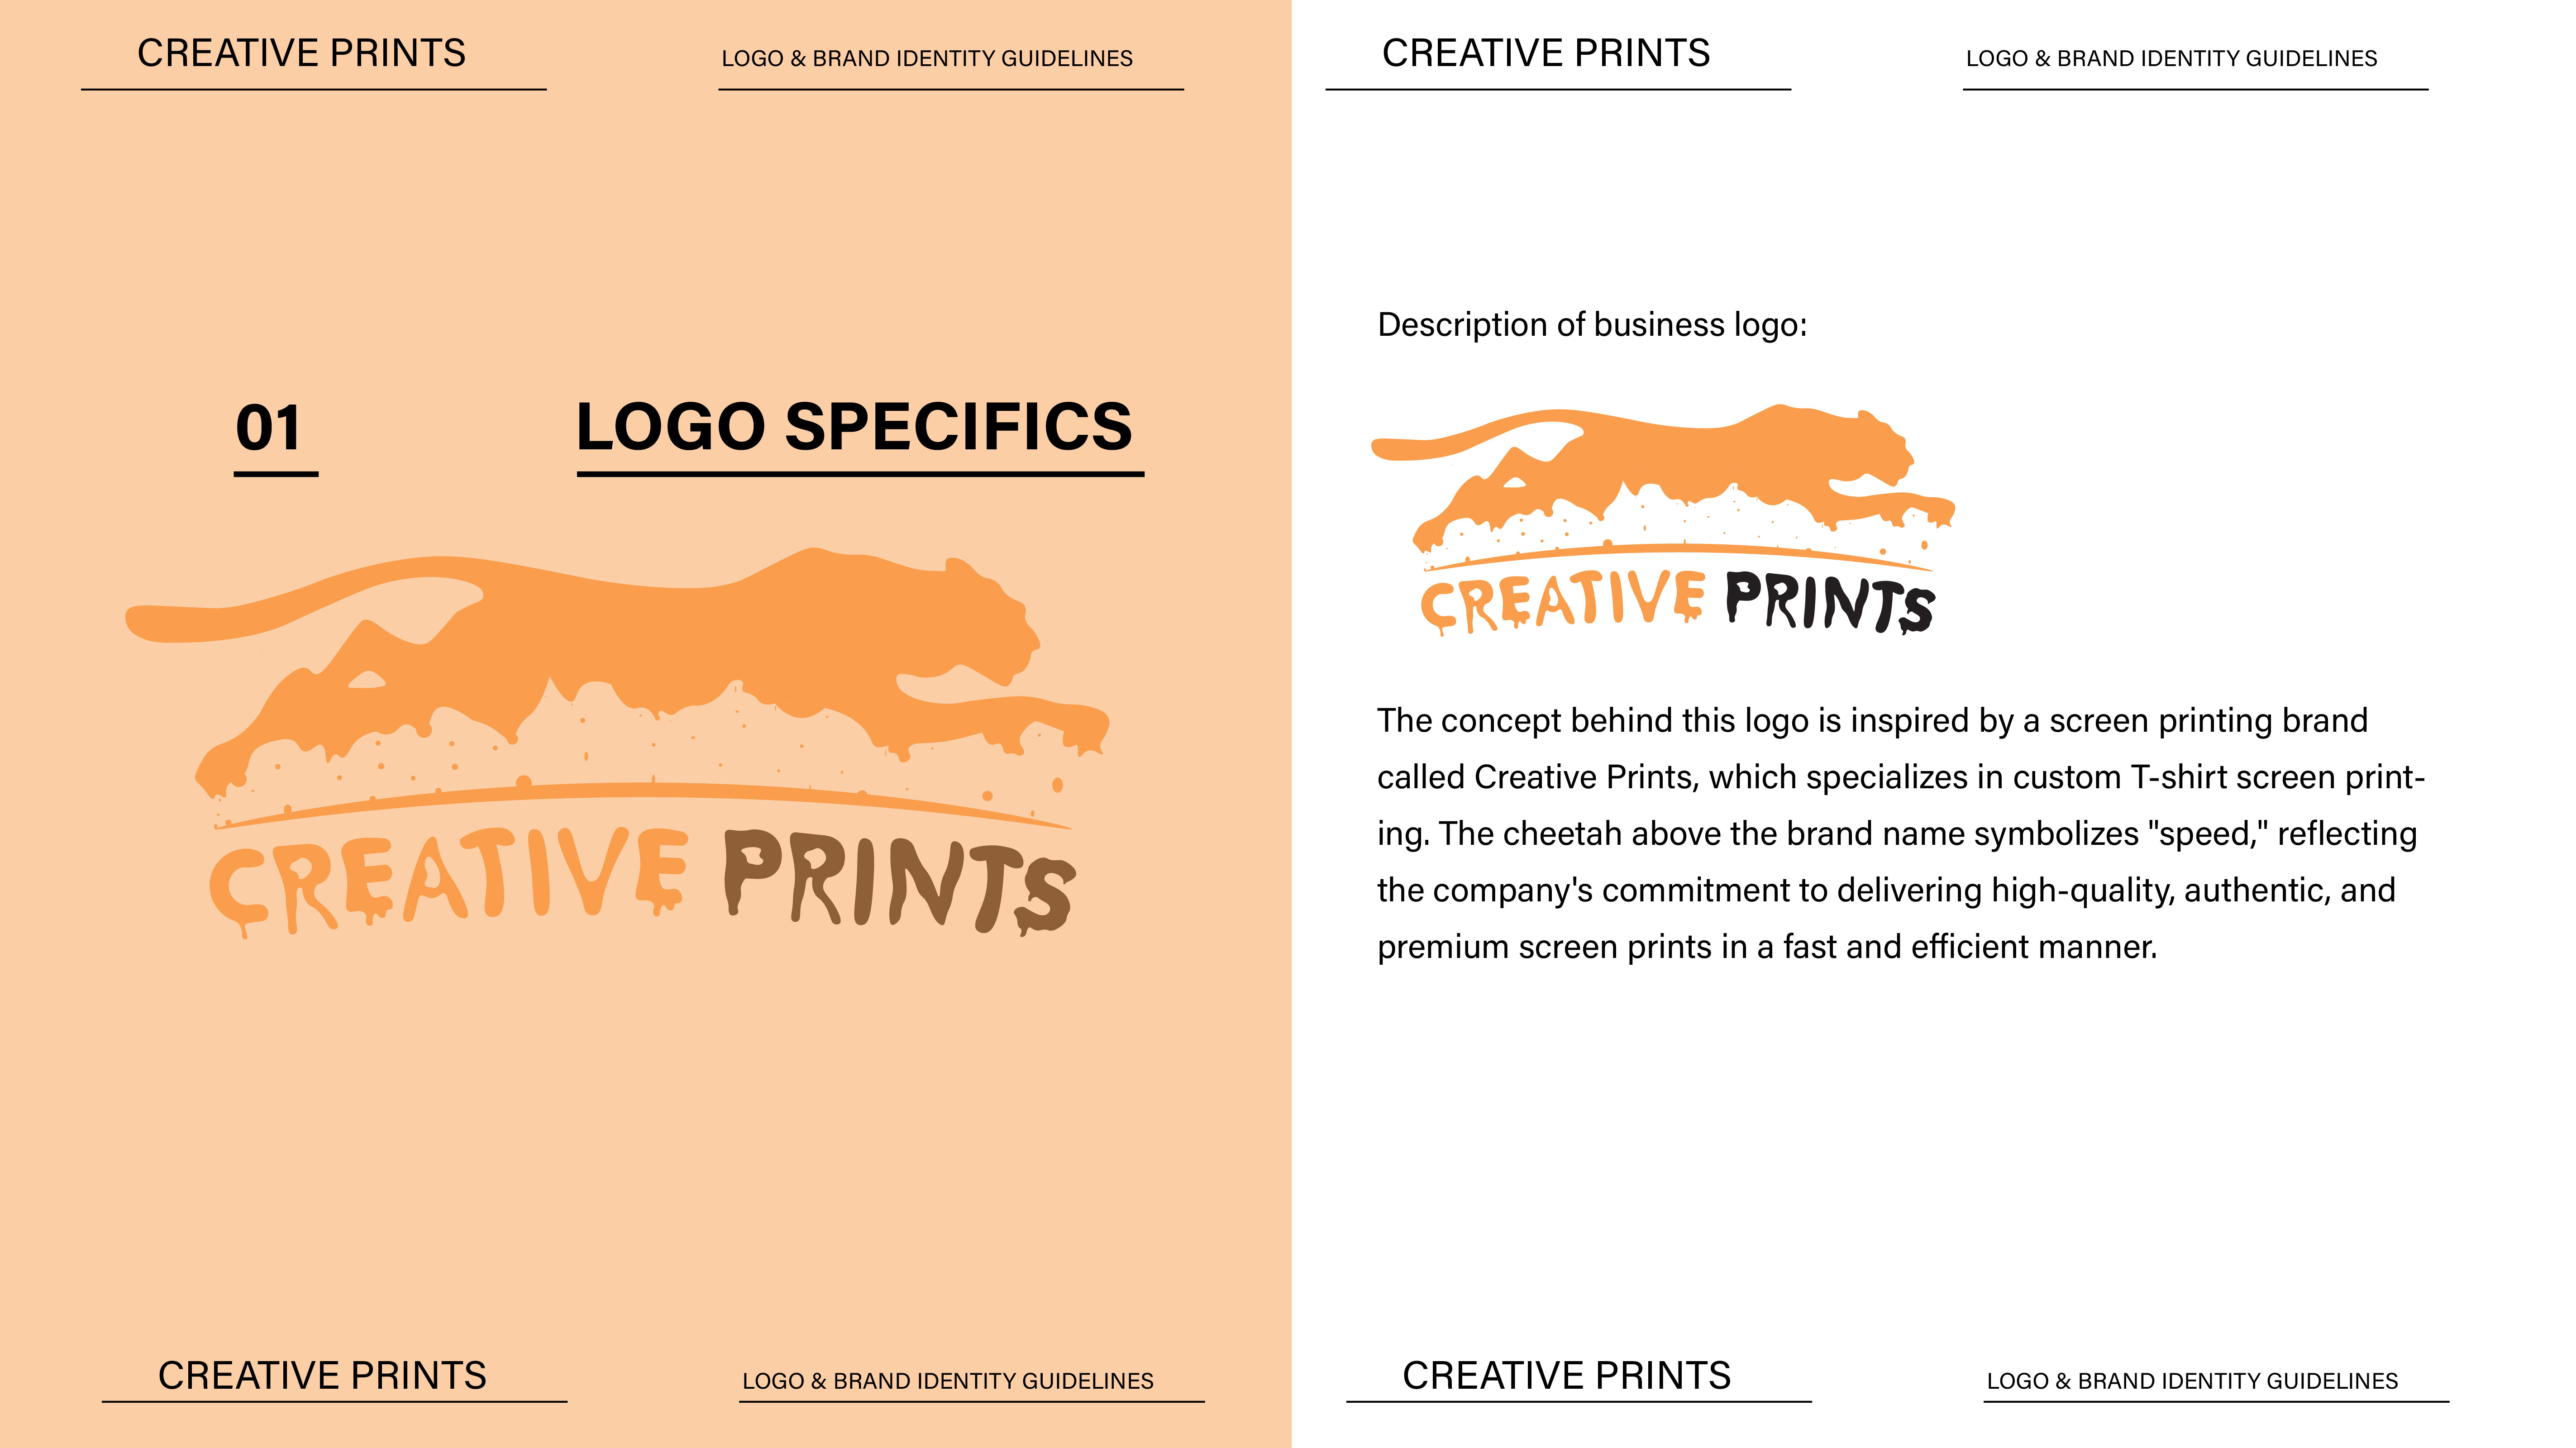 CREATIVE PRINTS
LOGO & BRAND IDENTITY GUIDELINES
01
LOGO SPECIFICS
CREATIVE PRINTS
CREATIVE PRINTS
LOGO & BRAND IDENTITY GUIDELINES
CREATIVE PRINTS
LOGO & BRAND IDENTITY GUIDELINES
Description of business logo:
CREATIVE PRINTS
The concept behind this logo is inspired by a screen printing brand
called Creative Prints, which specializes in custom T-shirt screen print-
ing. The cheetah above the brand name symbolizes "speed," reflecting
the company's commitment to delivering high-quality, authentic, and
premium screen prints in a fast and efficient manner.
CREATIVE PRINTS
LOGO & BRAND IDENTITY GUIDELINES